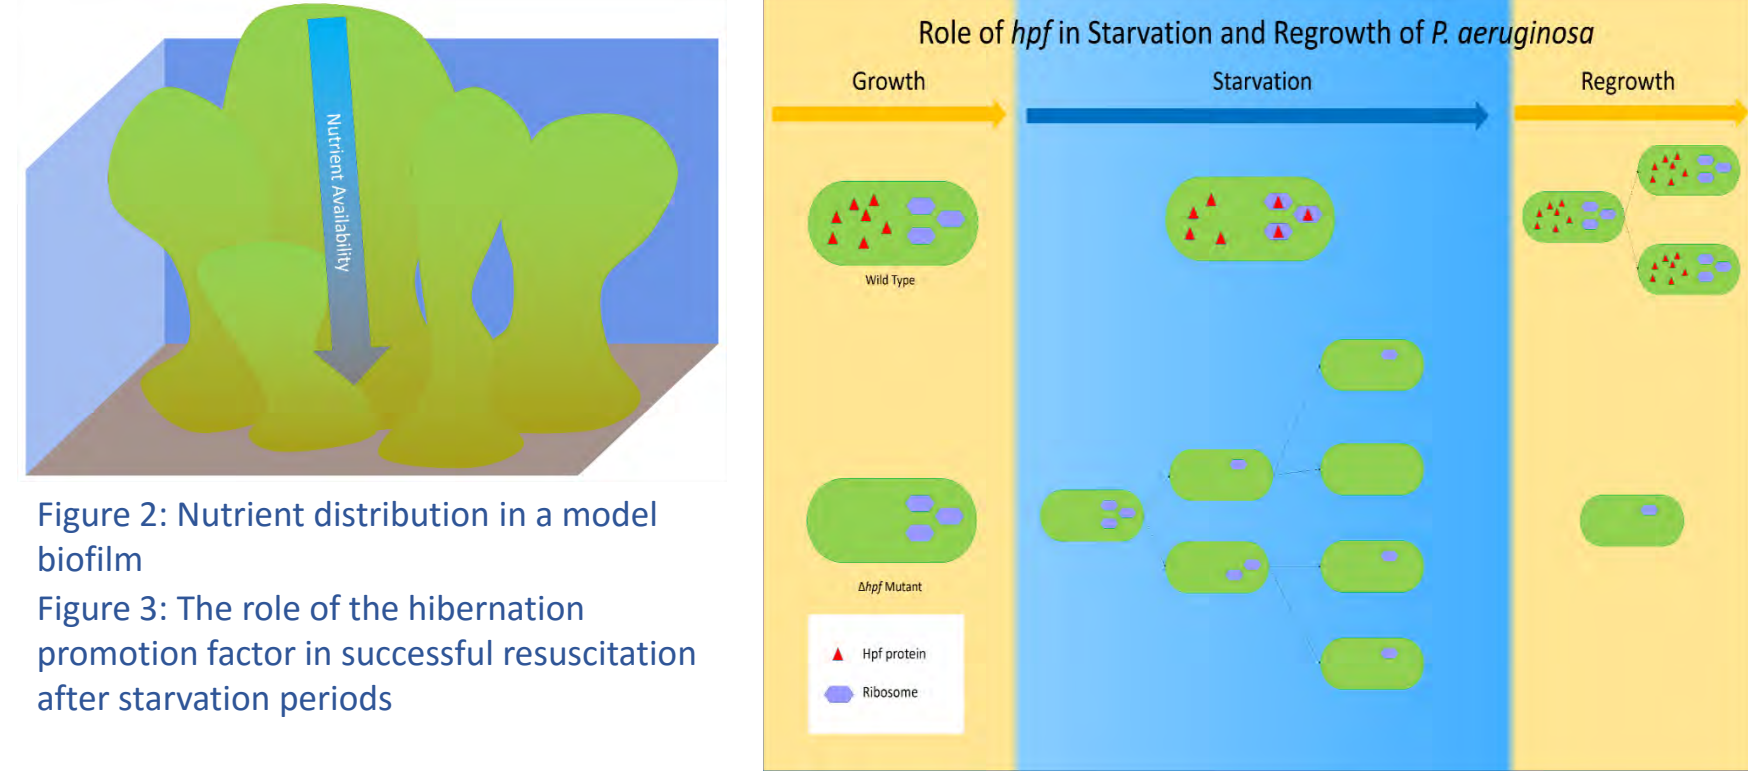 Nutrient Availability
Figure 2: Nutrient distribution in a model
biofilm
Figure 3: The role of the hibernation
promotion factor in successful resuscitation
after starvation periods
Role of hpf in Starvation and Regrowth of P. aeruginosa
Growth
Starvation
Regrowth
Wild Type
Δhpf Mutant
Hpf protein
Ribosome